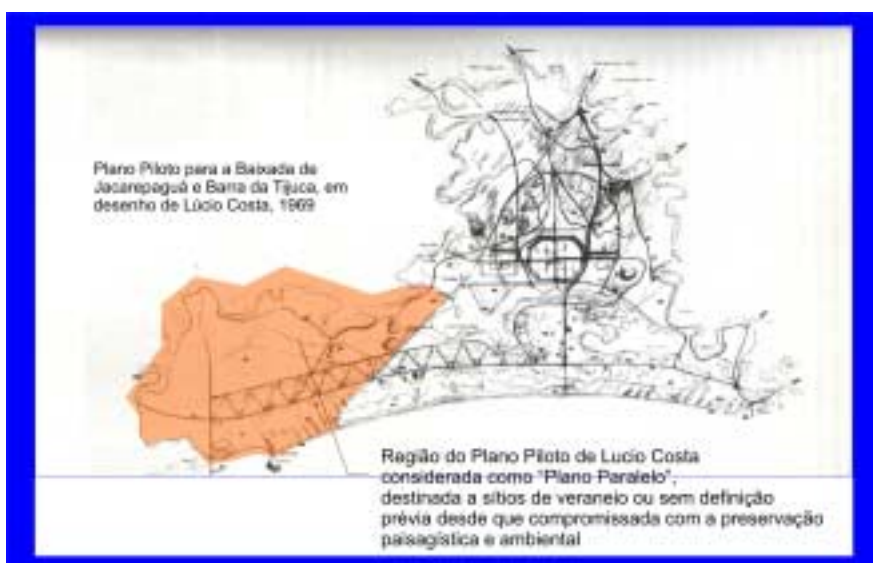 Plano Piloto para a Baixada de
Jacarepaguá e Barra da Tijuca, em
desenho de Lúcio Costa, 1969
Região do Plano Piloto de Lucio Costa
considerada como "Plano Paralelo",
destinada a sítios de veraneio ou sem definição
prévia desde que compromissada com a preservação
paisagística e ambiental